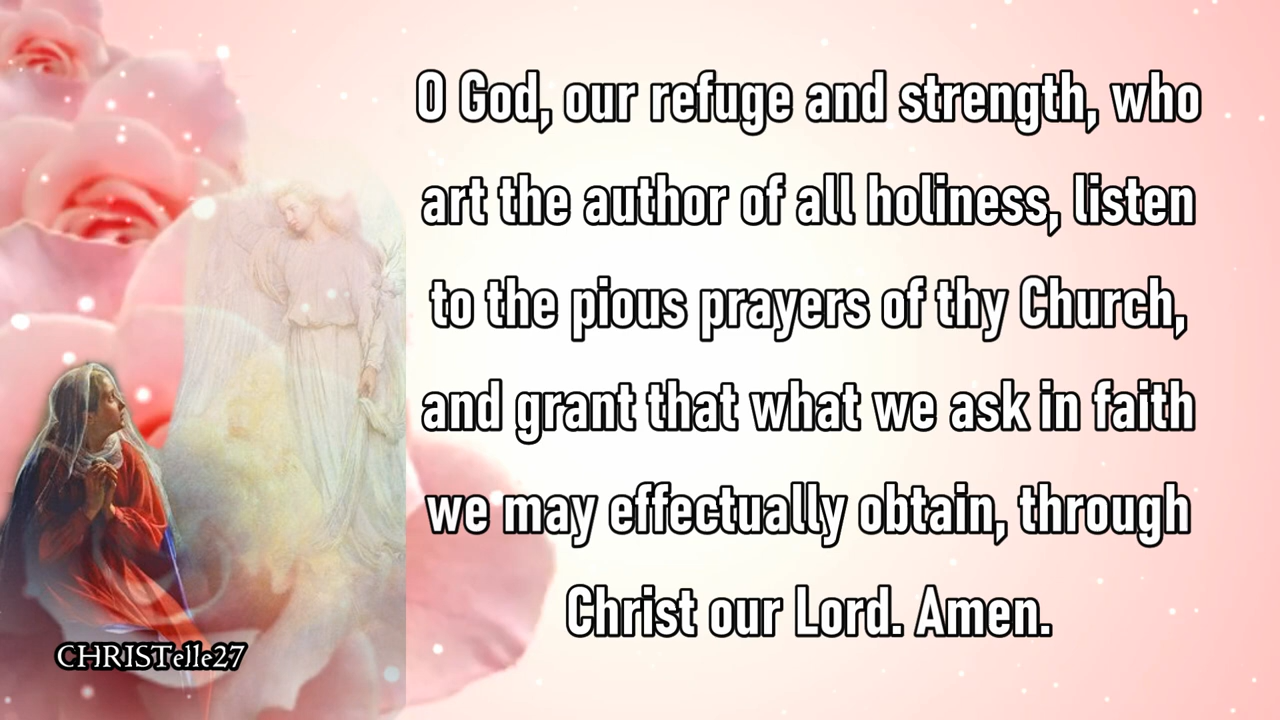 O God, our refuge and strength, who
art the author of all holiness, listen
to the pious prayers of thy Church,
and grant that what we ask in faith
we may effectually obtain, through
Christ our Lord. Amen.
CHRISTelle27